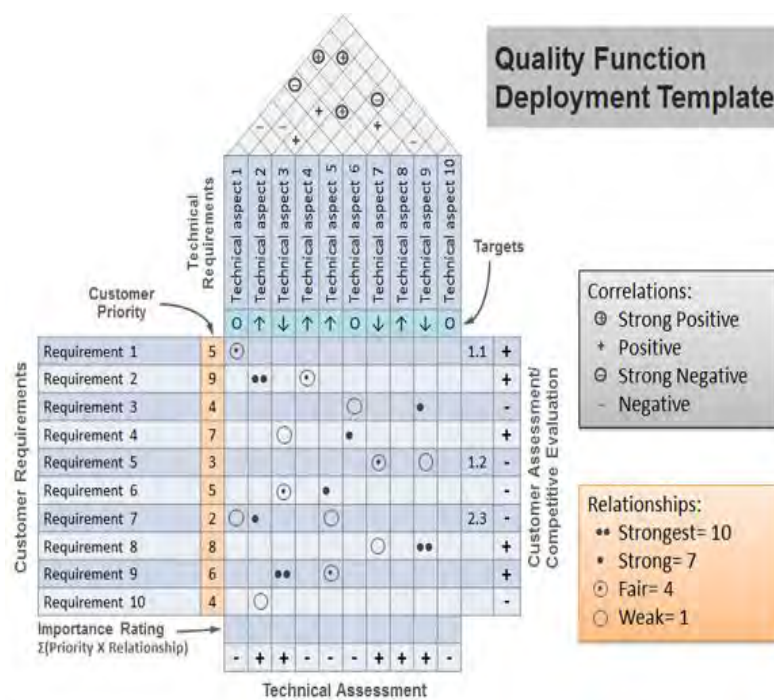 Quality Function
Deployment Template
Technical
Requirements
Technical aspect 1
Technical aspect 2
Technical aspect 3
Technical aspect 4
Technical aspect 5
Technical aspect 6
Technical aspect 7
Technical aspect 8
Technical aspect 9
Technical aspect 10
Targets
Customer
Priority
O ↑ ↓ ↑ ↑ O ↓ ↑ ↓ O
Customer Requirements
Requirement 1 5 1.1 +
Requirement 2 9 +
Requirement 3 4 -
Requirement 4 7 +
Requirement 5 3 1.2 -
Requirement 6 5 -
Requirement 7 2 2.3 -
Requirement 8 8 +
Requirement 9 6 +
Requirement 10 4 -
Customer Assessment/
Competitive Evaluation
Importance Rating
Σ(Priority X Relationship)
- + + - - - + + + -
Technical Assessment
Correlations:
Strong Positive
+ Positive
Strong Negative
- Negative
Relationships:
•• Strongest= 10
• Strong= 7
Fair= 4
Weak= 1